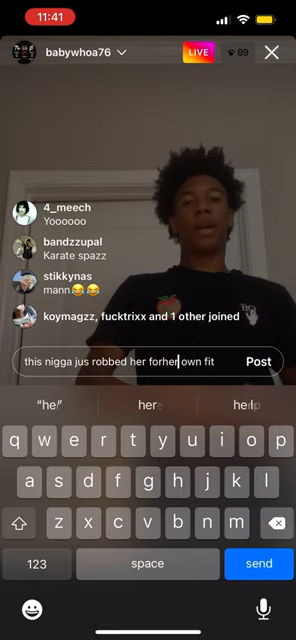 11:41
babywhoa76
LIVE
89
4_meech
Yoooooo
bandzzupal
Karate spazz
stikkynas
mann😂😂
koymagzz, fucktrixx and 1 other joined
this nigga jus robbed her forher own fit
Post
“he”
here
help
q w e r t y u i o p
a s d f g h j k l
z x c v b n m
123
space
send